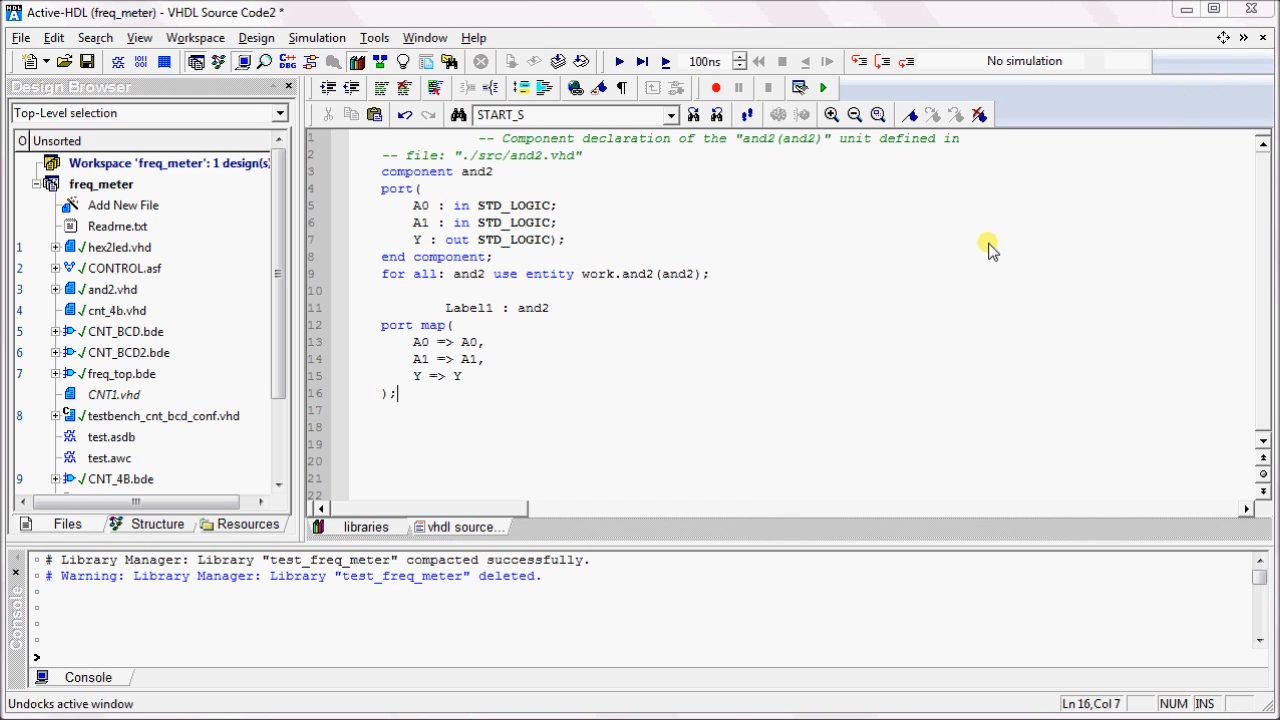 Active-HDL (freq_meter) - VHDL Source Code2 *
File Edit Search View Workspace Design Simulation Tools Window Help
100ns No simulation
Design Browser
START_S
Top-Level selection
O Unsorted
Workspace 'freq_meter': 1 design(s)
freq_meter
Add New File
Readme.txt
1 hex2led.vhd
2 CONTROL.asf
3 and2.vhd
4 cnt_4b.vhd
5 CNT_BCD.bde
6 CNT_BCD2.bde
7 freq_top.bde
CNT1.vhd
8 testbench_cnt_bcd_conf.vhd
test.asdb
test.awc
9 CNT_4B.bde
Files Structure Resources
1 -- Component declaration of the "and2(and2)" unit defined in
2 -- file: "./src/and2.vhd"
3 component and2
4 port(
5 A0 : in STD_LOGIC;
6 A1 : in STD_LOGIC;
7 Y : out STD_LOGIC);
8 end component;
9 for all: and2 use entity work.and2(and2);
10
11 Label1 : and2
12 port map(
13 A0 => A0,
14 A1 => A1,
15 Y => Y
16 );
17
18
19
20
21
22
libraries vhdl source...
# Library Manager: Library "test_freq_meter" compacted successfully.
# Warning: Library Manager: Library "test_freq_meter" deleted.
>
Console
Console
Undocks active window Ln 16,Col 7 NUM INS